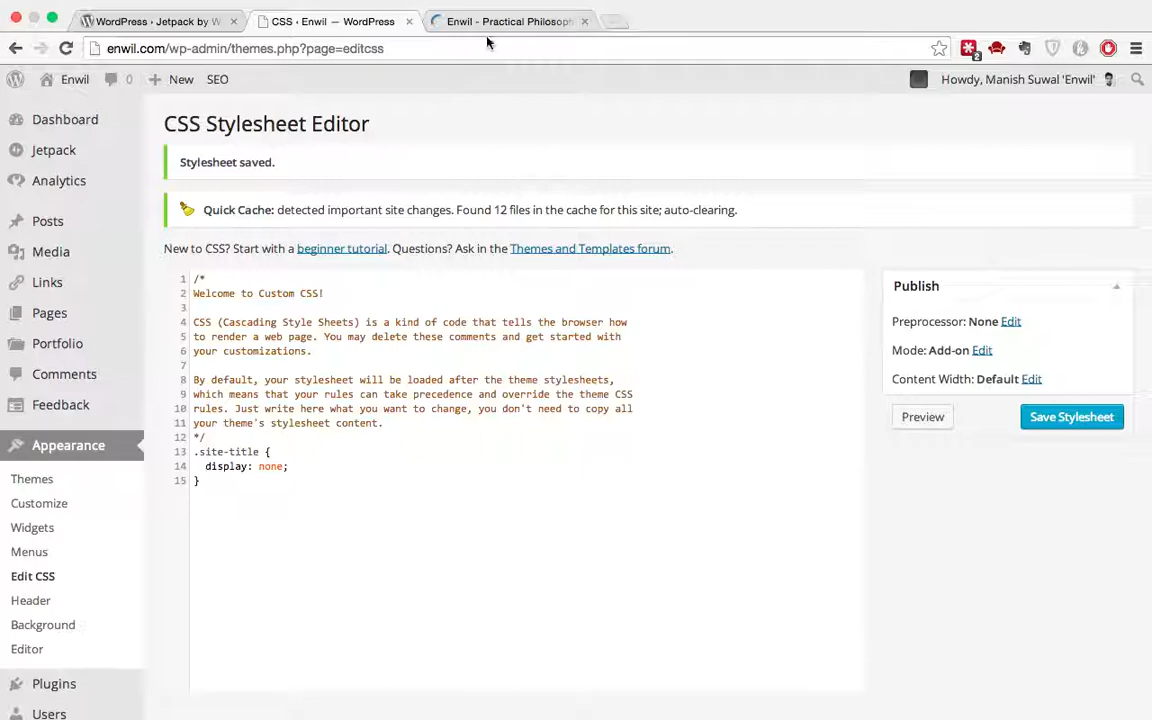 WordPress › Jetpack by W
CSS ‹ Enwil — WordPress
Enwil - Practical Philosoph
enwil.com/wp-admin/themes.php?page=editcss
2
Enwil
0
New
SEO
Howdy, Manish Suwal 'Enwil'
Dashboard
Jetpack
Analytics
Posts
Media
Links
Pages
Portfolio
Comments
Feedback
Appearance
Themes
Customize
Widgets
Menus
Edit CSS
Header
Background
Editor
Plugins
Users
CSS Stylesheet Editor
Stylesheet saved.
Quick Cache: detected important site changes. Found 12 files in the cache for this site; auto-clearing.
New to CSS? Start with a beginner tutorial. Questions? Ask in the Themes and Templates forum.
1 /*
2 Welcome to Custom CSS!
3
4 CSS (Cascading Style Sheets) is a kind of code that tells the browser how
5 to render a web page. You may delete these comments and get started with
6 your customizations.
7
8 By default, your stylesheet will be loaded after the theme stylesheets,
9 which means that your rules can take precedence and override the theme CSS
10 rules. Just write here what you want to change, you don't need to copy all
11 your theme's stylesheet content.
12 */
13 .site-title {
14 display: none;
15 }
Publish
Preprocessor: None Edit
Mode: Add-on Edit
Content Width: Default Edit
Preview
Save Stylesheet